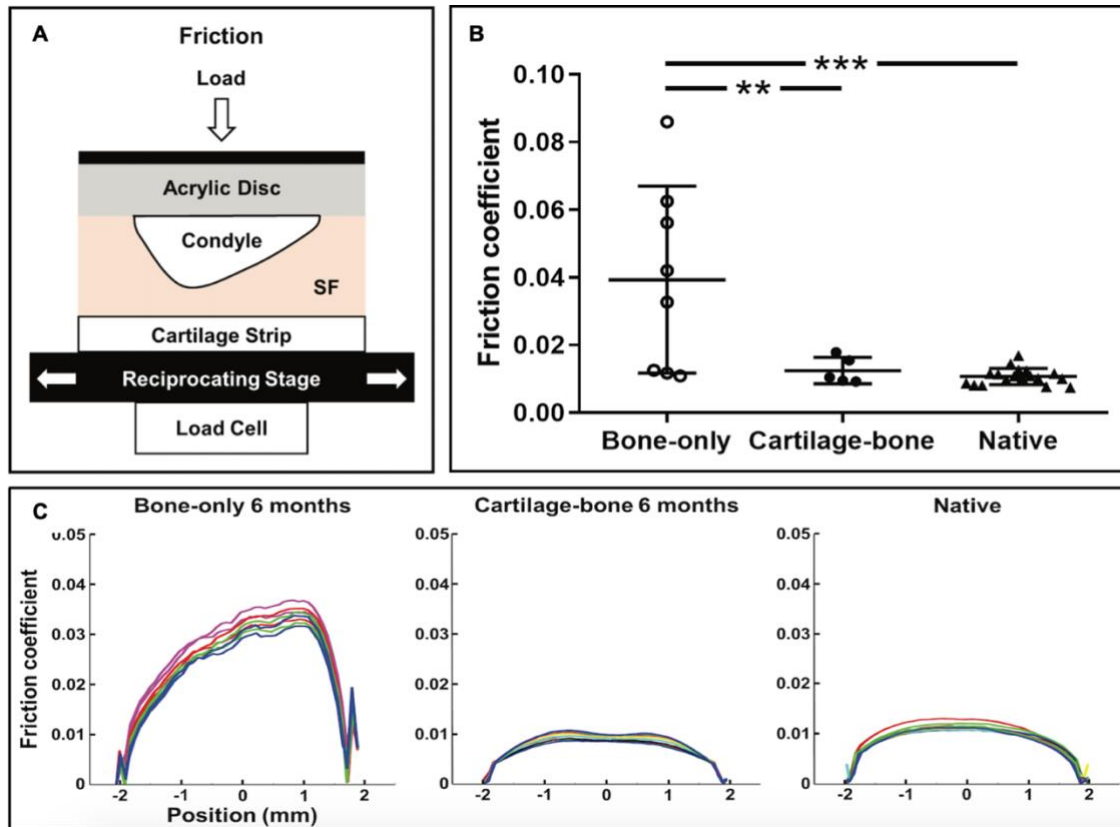 A
Friction
Load
Acrylic Disc
Condyle
SF
Cartilage Strip
Reciprocating Stage
Load Cell
B
***
**
Friction coefficient
0.10
0.08
0.06
0.04
0.02
0.00
Bone-only Cartilage-bone Native
C
Bone-only 6 months Cartilage-bone 6 months Native
Friction coefficient
0.05 0.05 0.05
0.04 0.04 0.04
0.03 0.03 0.03
0.02 0.02 0.02
0.01 0.01 0.01
0 0 0
-2 -1 0 1 2 -2 -1 0 1 2 -2 -1 0 1 2
Position (mm)